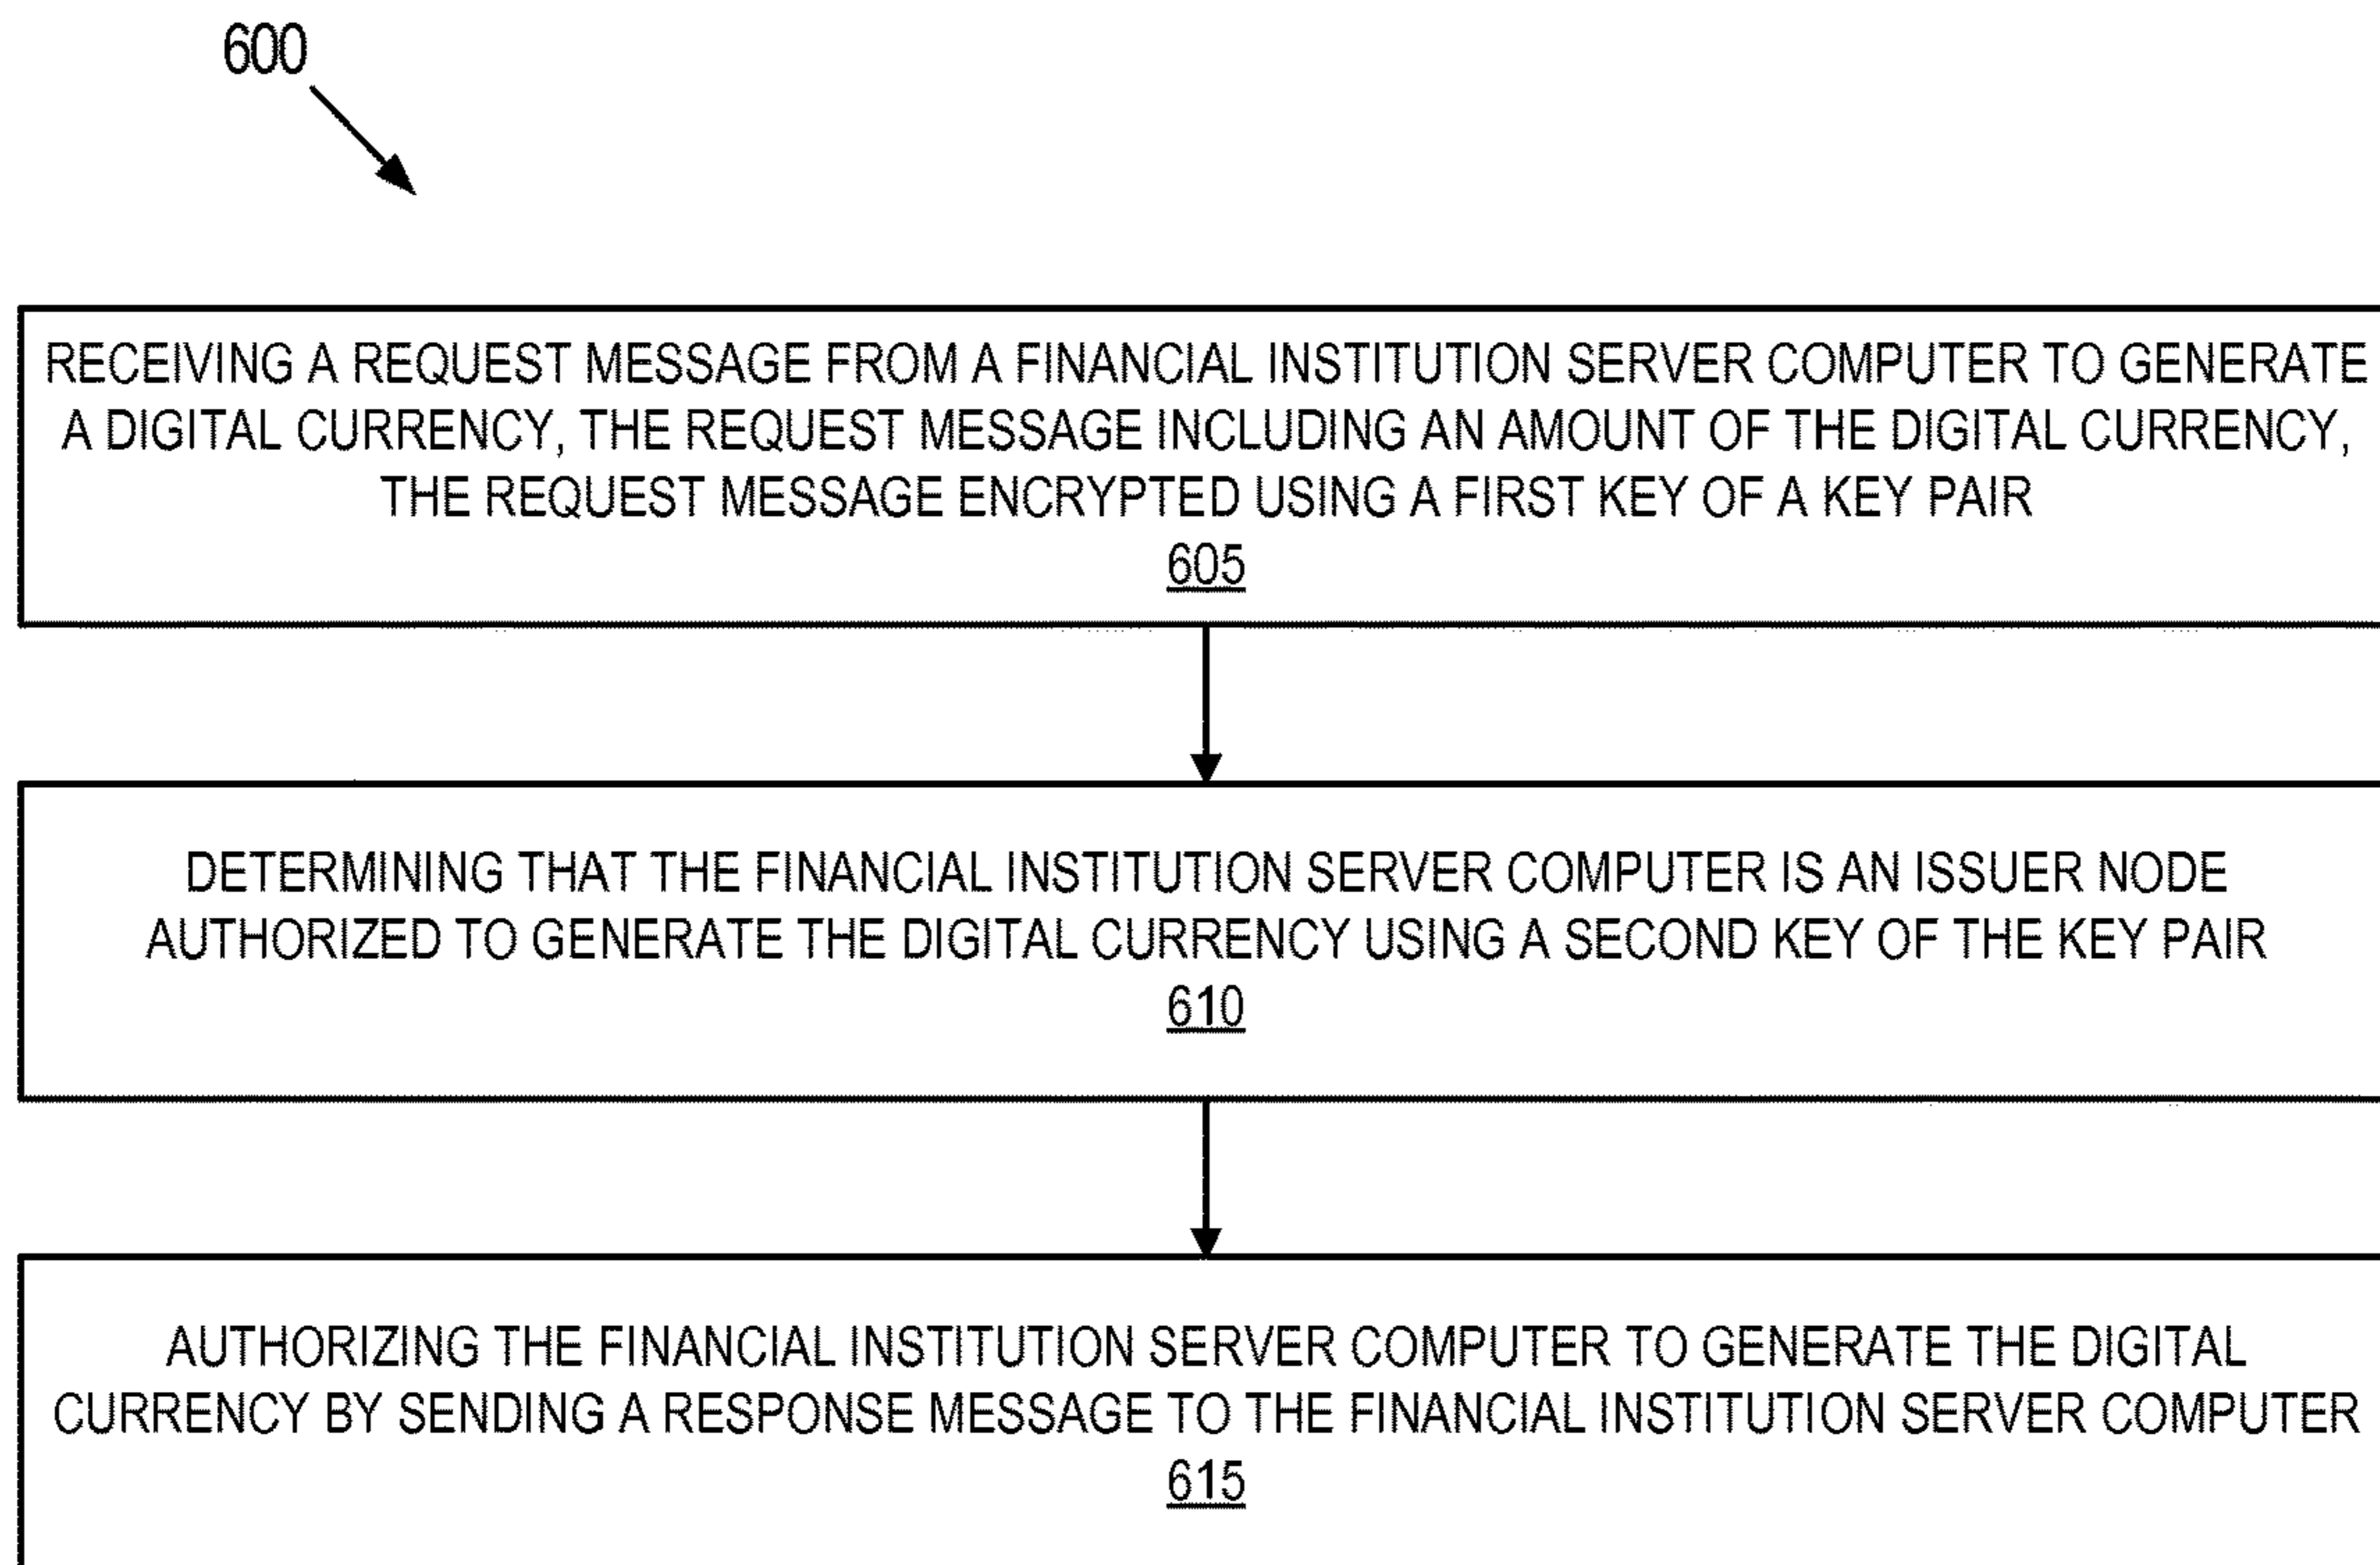 600
RECEIVING A REQUEST MESSAGE FROM A FINANCIAL INSTITUTION SERVER COMPUTER TO GENERATE
A DIGITAL CURRENCY, THE REQUEST MESSAGE INCLUDING AN AMOUNT OF THE DIGITAL CURRENCY,
THE REQUEST MESSAGE ENCRYPTED USING A FIRST KEY OF A KEY PAIR
605
DETERMINING THAT THE FINANCIAL INSTITUTION SERVER COMPUTER IS AN ISSUER NODE
AUTHORIZED TO GENERATE THE DIGITAL CURRENCY USING A SECOND KEY OF THE KEY PAIR
610
AUTHORIZING THE FINANCIAL INSTITUTION SERVER COMPUTER TO GENERATE THE DIGITAL
CURRENCY BY SENDING A RESPONSE MESSAGE TO THE FINANCIAL INSTITUTION SERVER COMPUTER
615